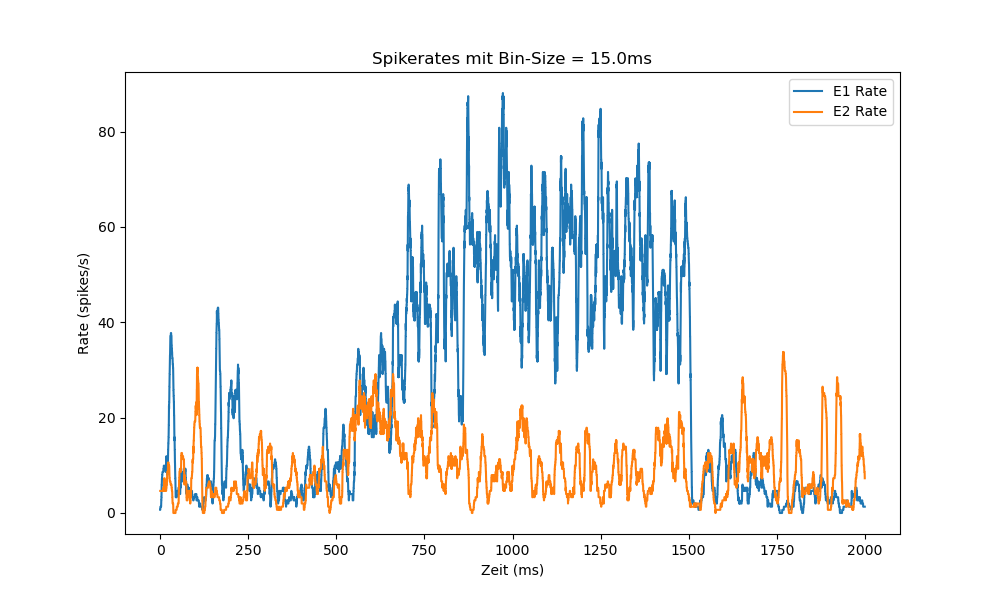 Spikerates mit Bin-Size = 15.0ms
E1 Rate
E2 Rate
Rate (spikes/s)
80
60
40
20
0
0 250 500 750 1000 1250 1500 1750 2000
Zeit (ms)